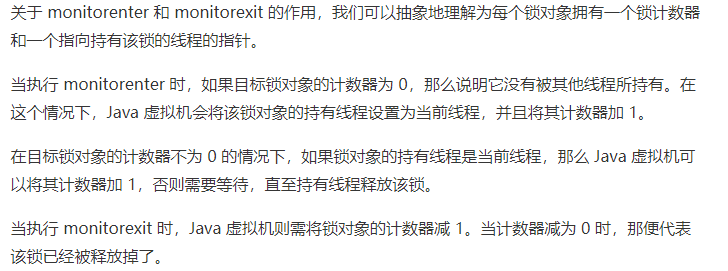 关于 monitorenter 和 monitorexit 的作用，我们可以抽象地理解为每个锁对象拥有一个锁计数器
和一个指向持有该锁的线程的指针。
当执行 monitorenter 时，如果目标锁对象的计数器为 0，那么说明它没有被其他线程所持有。在
这个情况下，Java 虚拟机会将该锁对象的持有线程设置为当前线程，并且将其计数器加 1。
在目标锁对象的计数器不为 0 的情况下，如果锁对象的持有线程是当前线程，那么 Java 虚拟机可
以将其计数器加 1，否则需要等待，直至持有线程释放该锁。
当执行 monitorexit 时，Java 虚拟机则需将锁对象的计数器减 1。当计数器减为 0 时，那便代表
该锁已经被释放掉了。